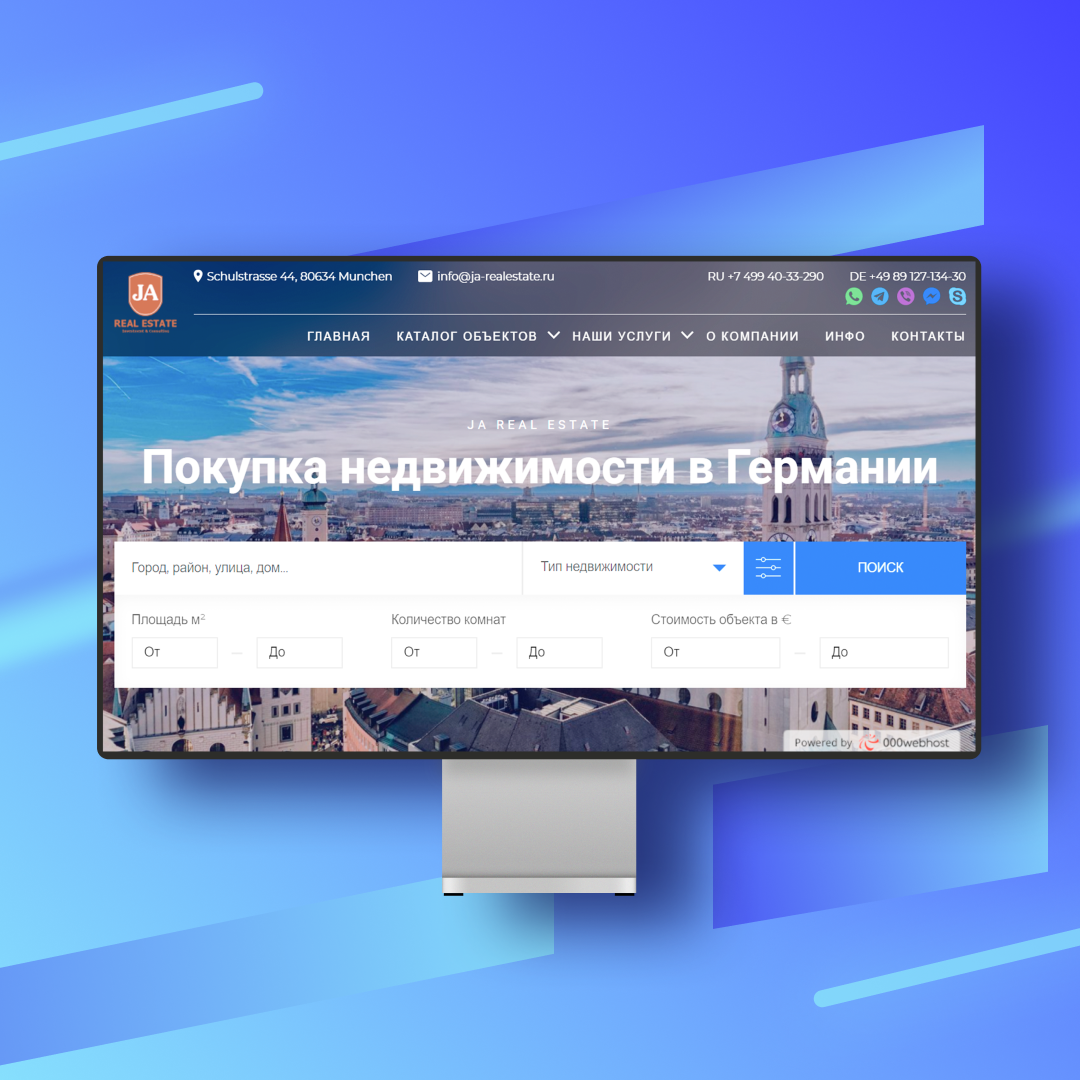 JA
REAL ESTATE
Schulstrasse 44, 80634 Munchen
info@ja-realestate.ru
RU +7 499 40-33-290
DE +49 89 127-134-30
ГЛАВНАЯ
КАТАЛОГ ОБЪЕКТОВ
НАШИ УСЛУГИ
О КОМПАНИИ
ИНФО
КОНТАКТЫ
JA REAL ESTATE
Покупка недвижимости в Германии
Город, район, улица, дом...
Тип недвижимости
ПОИСК
Площадь м²
Количество комнат
Стоимость объекта в €
От
До
От
До
От
До
Powered by 000webhost